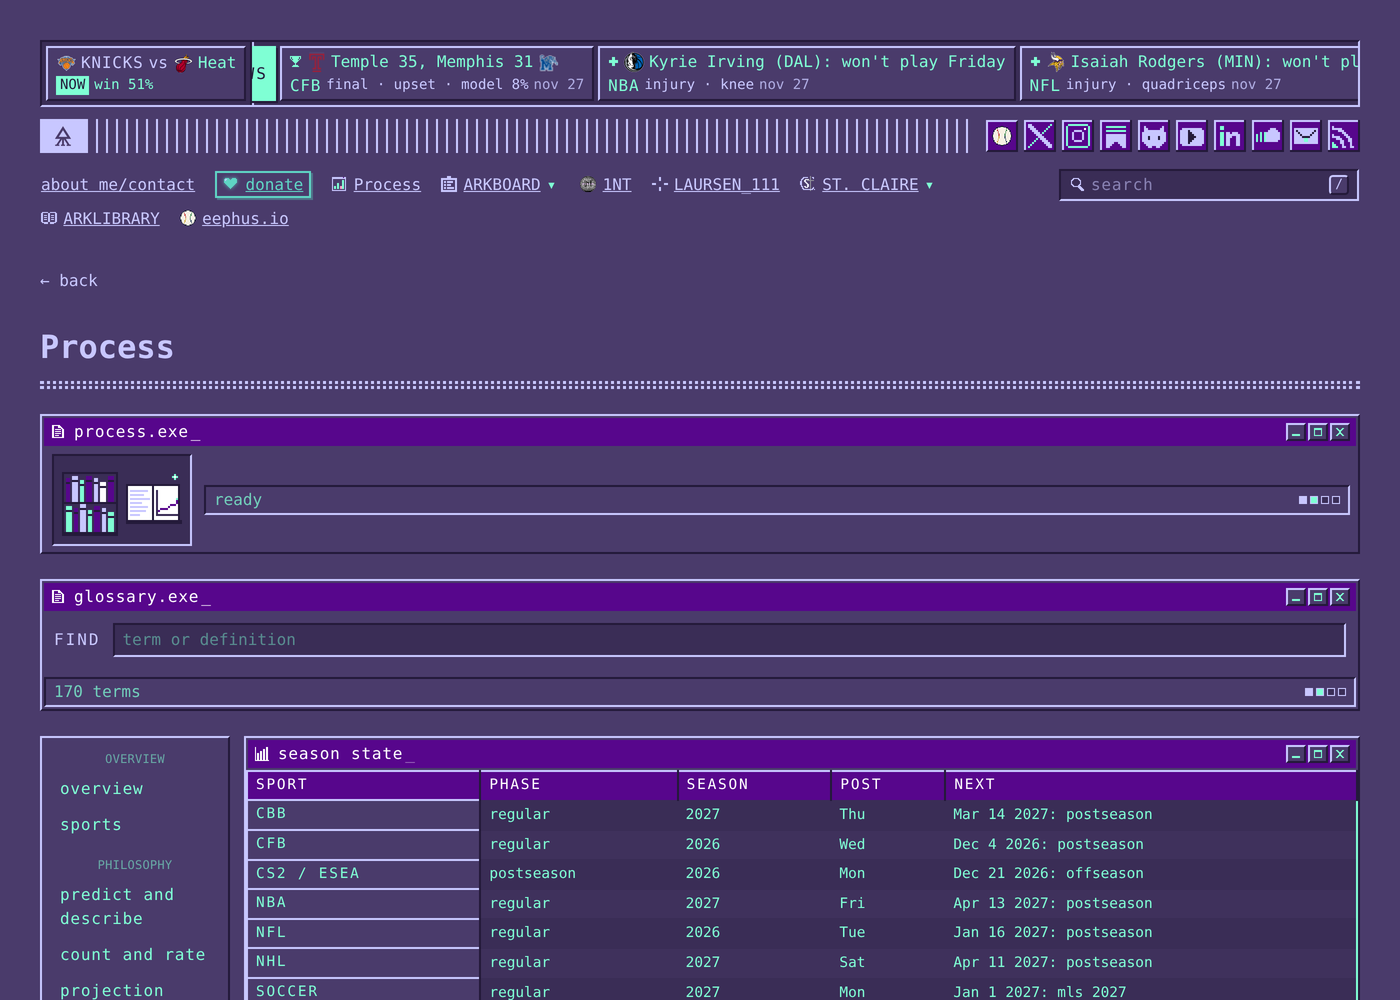 KNICKS vs Heat
NOW win 51%
Temple 35, Memphis 31
CFB final · upset · model 8% nov 27
Kyrie Irving (DAL): won't play Friday
NBA injury · knee nov 27
Isaiah Rodgers (MIN): won't pl
NFL injury · quadriceps nov 27
about me/contact
donate
Process
ARKBOARD ▾
1NT
LAURSEN_111
ST. CLAIRE ▾
search /
ARKLIBRARY
eephus.io
← back
Process
process.exe_
ready
glossary.exe_
FIND term or definition
170 terms
OVERVIEW
overview
sports
PHILOSOPHY
predict and
describe
count and rate
projection
season state_
SPORT PHASE SEASON POST NEXT
CBB regular 2027 Thu Mar 14 2027: postseason
CFB regular 2026 Wed Dec 4 2026: postseason
CS2 / ESEA postseason 2026 Mon Dec 21 2026: offseason
NBA regular 2027 Fri Apr 13 2027: postseason
NFL regular 2026 Tue Jan 16 2027: postseason
NHL regular 2027 Sat Apr 11 2027: postseason
SOCCER regular 2027 Mon Jan 1 2027: mls 2027